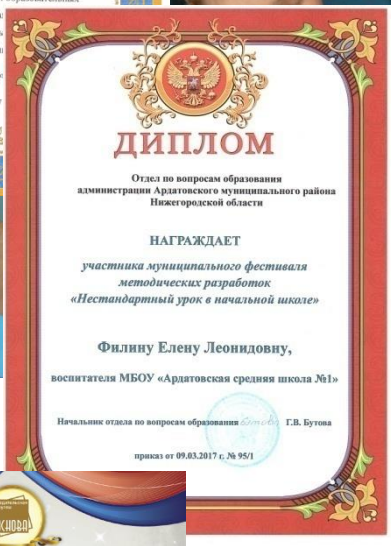 ДИПЛОМ
Отдел по вопросам образования
администрации Ардатовского муниципального района
Нижегородской области
НАГРАЖДАЕТ
участника муниципального фестиваля
методических разработок
«Нестандартный урок в начальной школе»
Филину Елену Леонидовну,
воспитателя МБОУ «Ардатовская средняя школа №1»
Начальник отдела по вопросам образования Г.В. Бутова
приказ от 09.03.2017 г. № 95/1